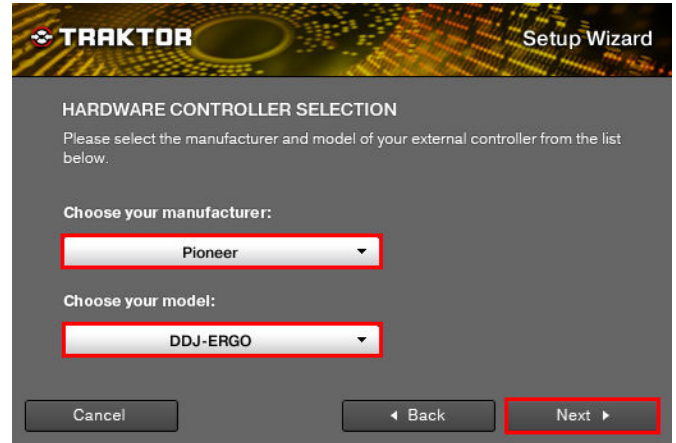 TRAKTOR
Setup Wizard
HARDWARE CONTROLLER SELECTION
Please select the manufacturer and model of your external controller from the list
below.
Choose your manufacturer:
Pioneer
Choose your model:
DDJ-ERGO
Cancel
Back
Next